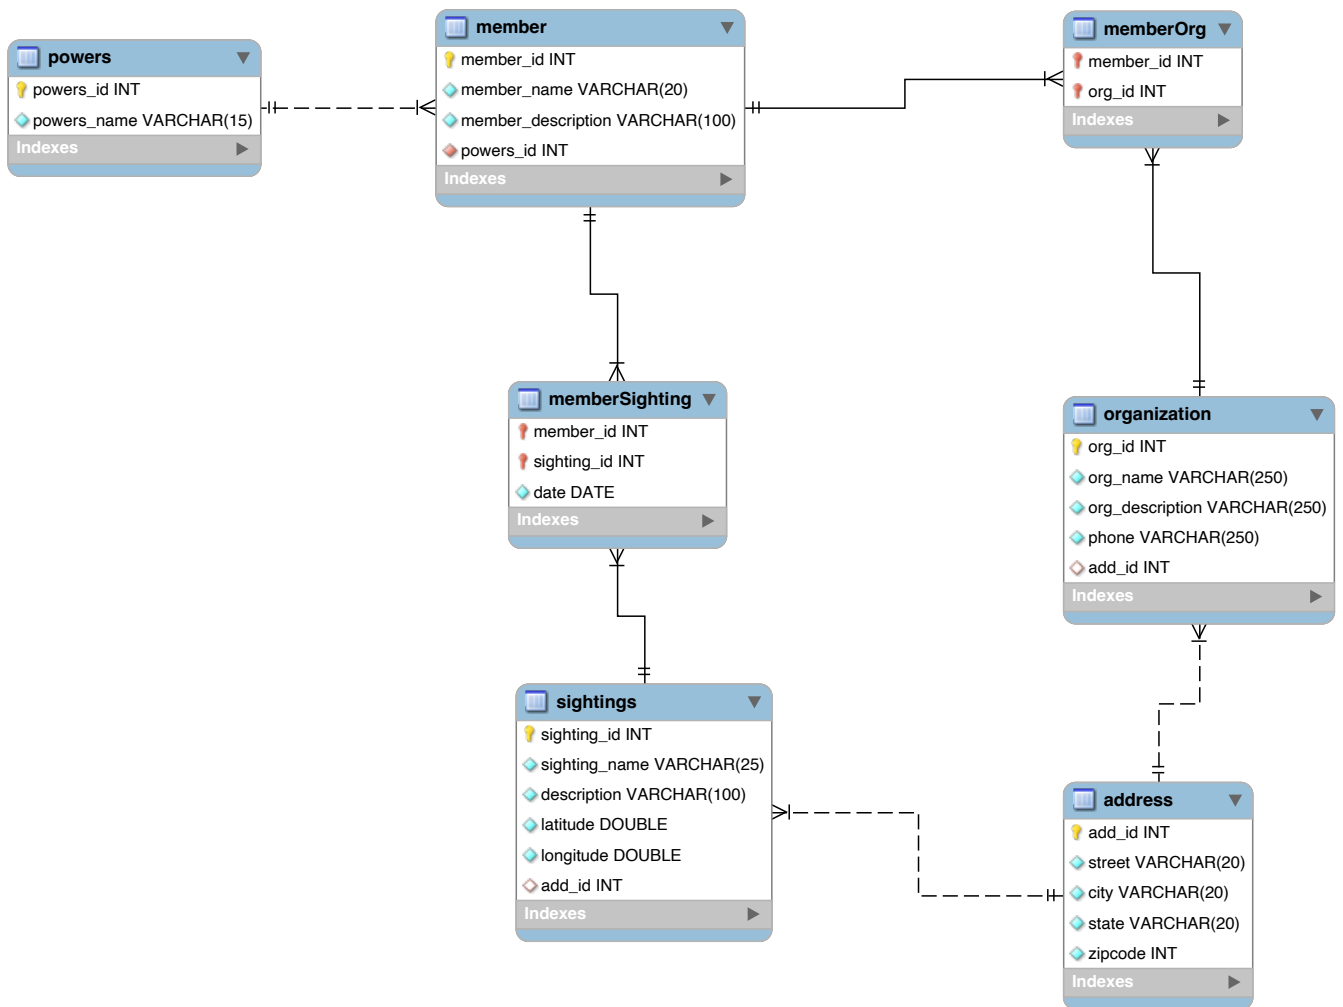 powers
powers_id INT
powers_name VARCHAR(15)
Indexes
member
member_id INT
member_name VARCHAR(20)
member_description VARCHAR(100)
powers_id INT
Indexes
memberOrg
member_id INT
org_id INT
Indexes
memberSighting
member_id INT
sighting_id INT
date DATE
Indexes
organization
org_id INT
org_name VARCHAR(250)
org_description VARCHAR(250)
phone VARCHAR(250)
add_id INT
Indexes
sightings
sighting_id INT
sighting_name VARCHAR(25)
description VARCHAR(100)
latitude DOUBLE
longitude DOUBLE
add_id INT
Indexes
address
add_id INT
street VARCHAR(20)
city VARCHAR(20)
state VARCHAR(20)
zipcode INT
Indexes